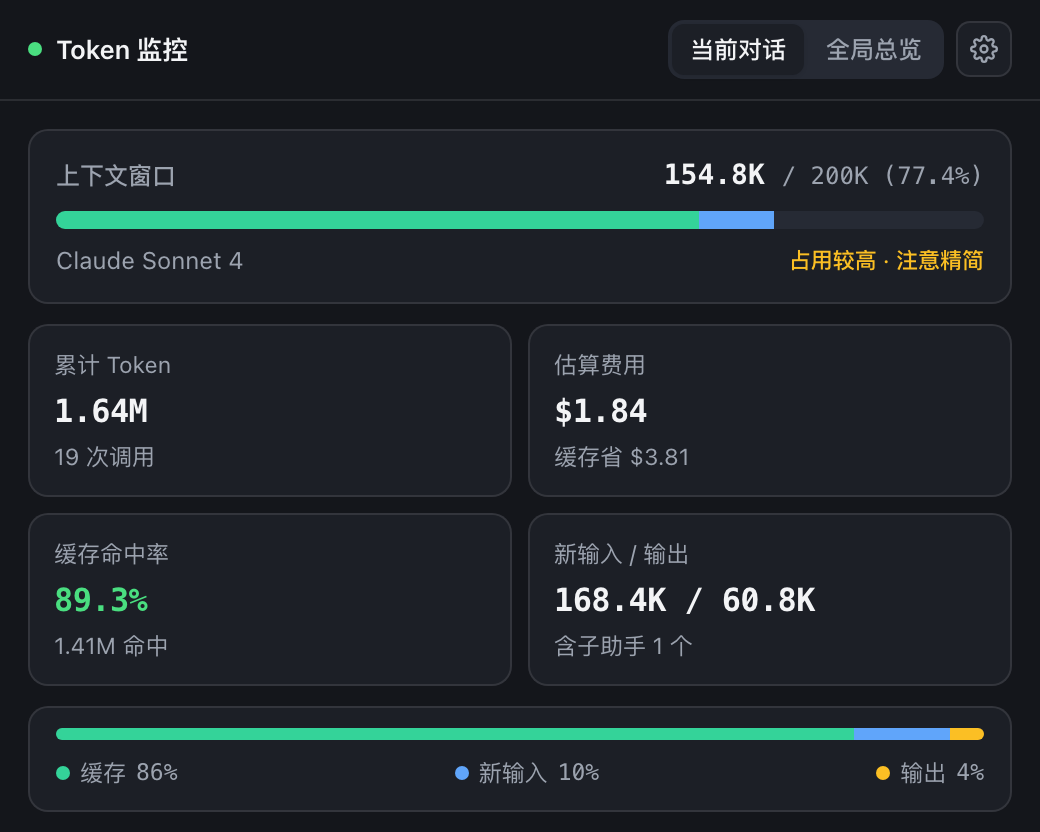 Token 监控
当前对话
全局总览
上下文窗口
154.8K / 200K (77.4%)
Claude Sonnet 4
占用较高 · 注意精简
累计 Token
1.64M
19 次调用
估算费用
$1.84
缓存省 $3.81
缓存命中率
89.3%
1.41M 命中
新输入 / 输出
168.4K / 60.8K
含子助手 1 个
缓存 86%
新输入 10%
输出 4%